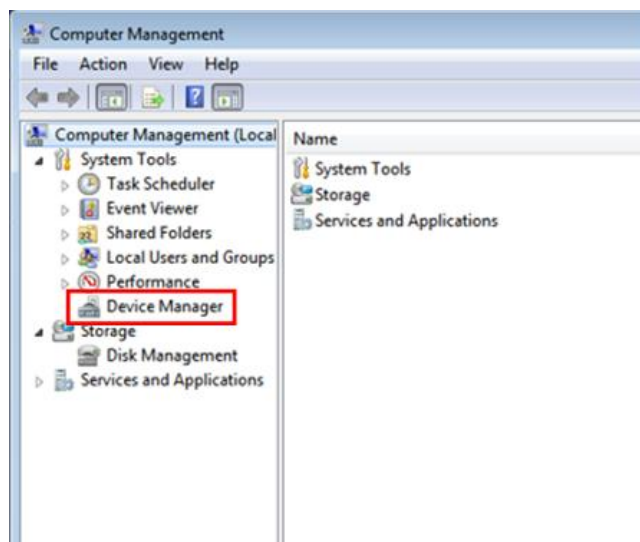 Computer Management
File Action View Help
Computer Management (Local
System Tools
Task Scheduler
Event Viewer
Shared Folders
Local Users and Groups
Performance
Device Manager
Storage
Disk Management
Services and Applications
Name
System Tools
Storage
Services and Applications